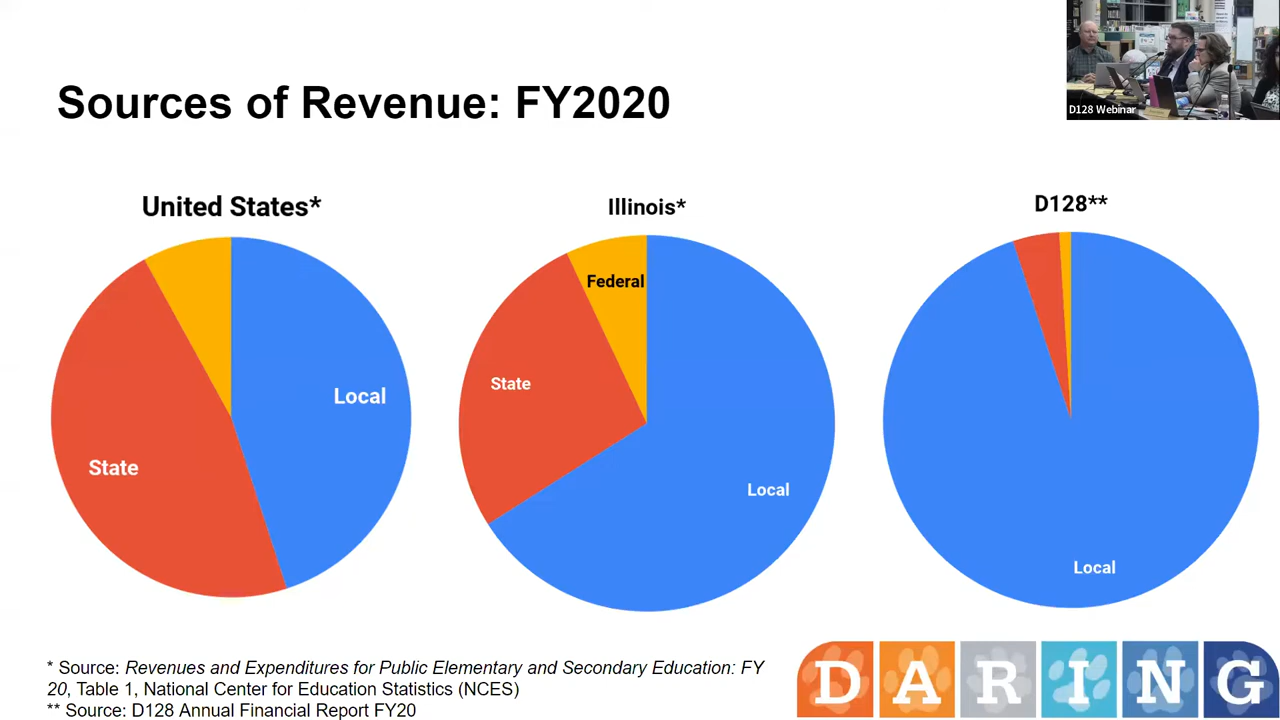 D128 Webinar
Sources of Revenue: FY2020
United States*
Local
State
Illinois*
Federal
State
Local
D128**
Local
* Source: Revenues and Expenditures for Public Elementary and Secondary Education: FY
20, Table 1, National Center for Education Statistics (NCES)
** Source: D128 Annual Financial Report FY20
DARING